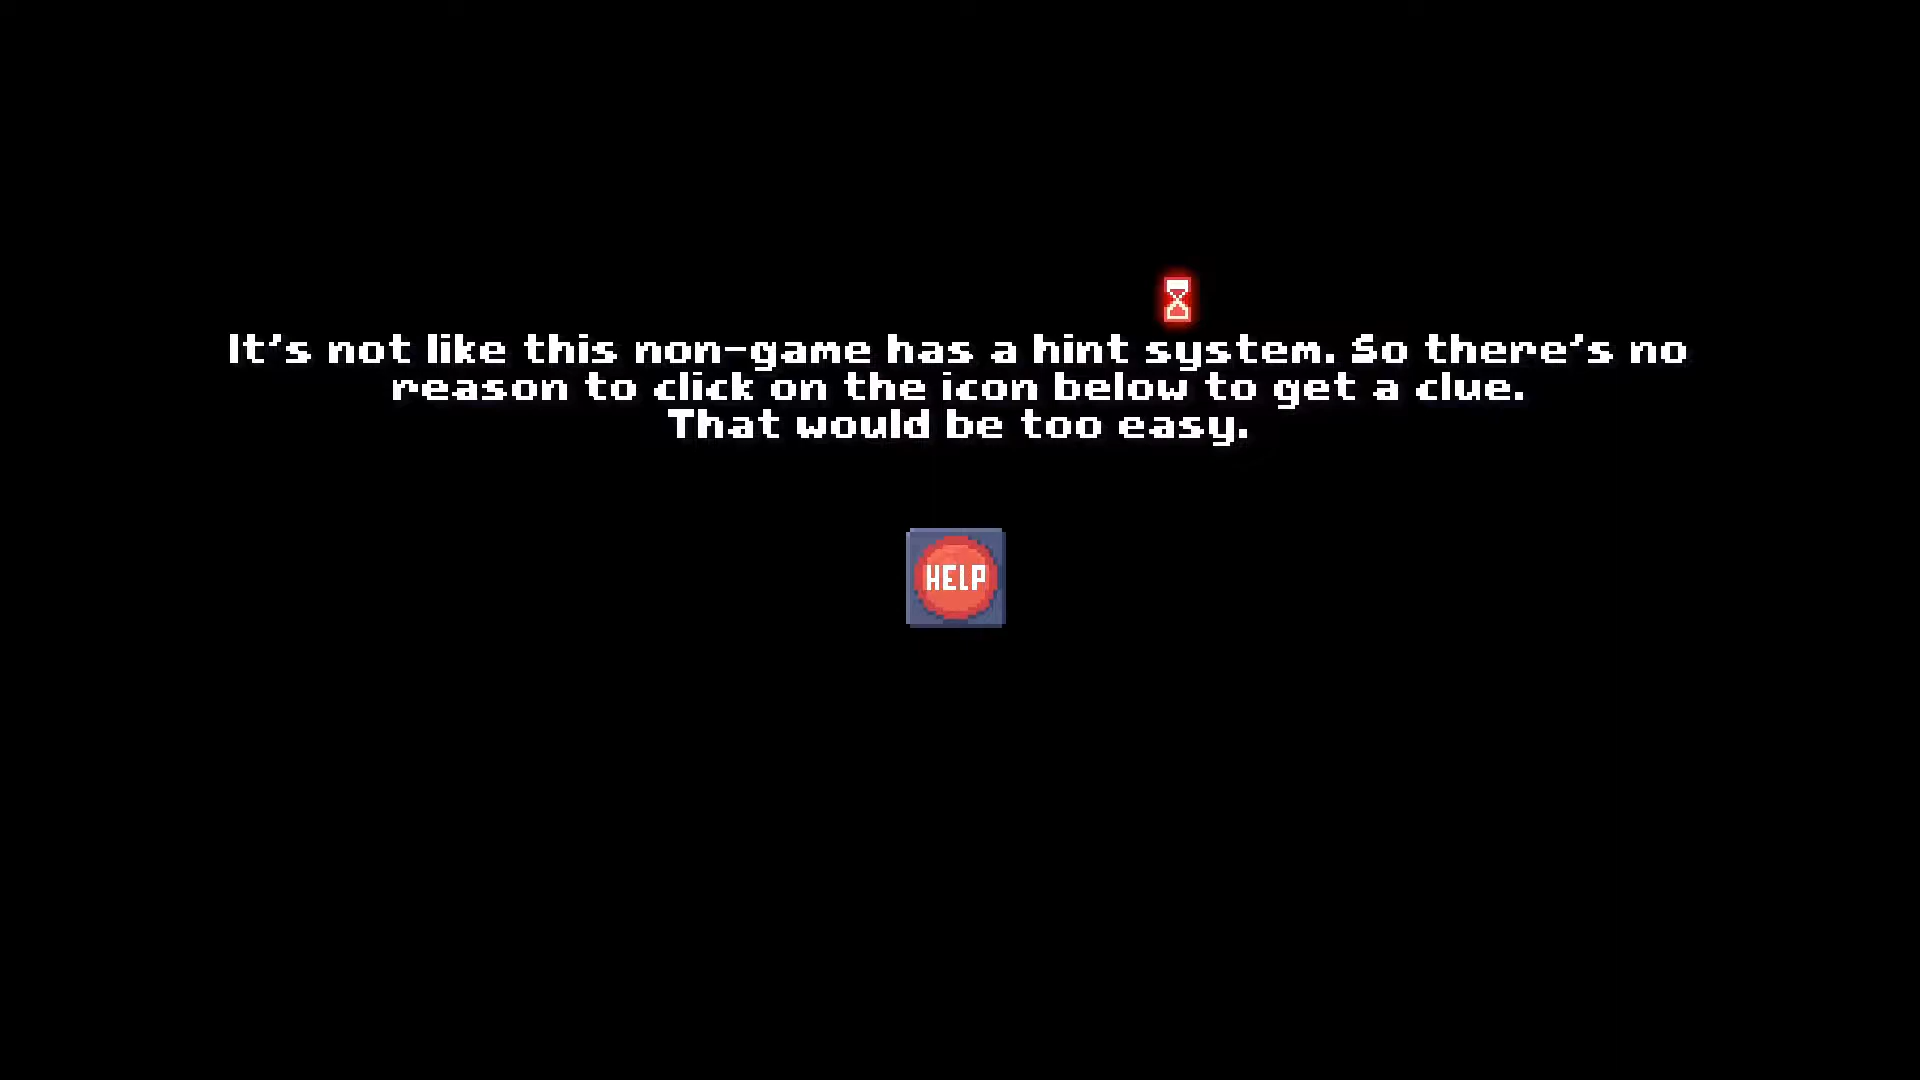 It's not like this non-game has a hint system. So there's no
reason to click on the icon below to get a clue.
That would be too easy.
HELP